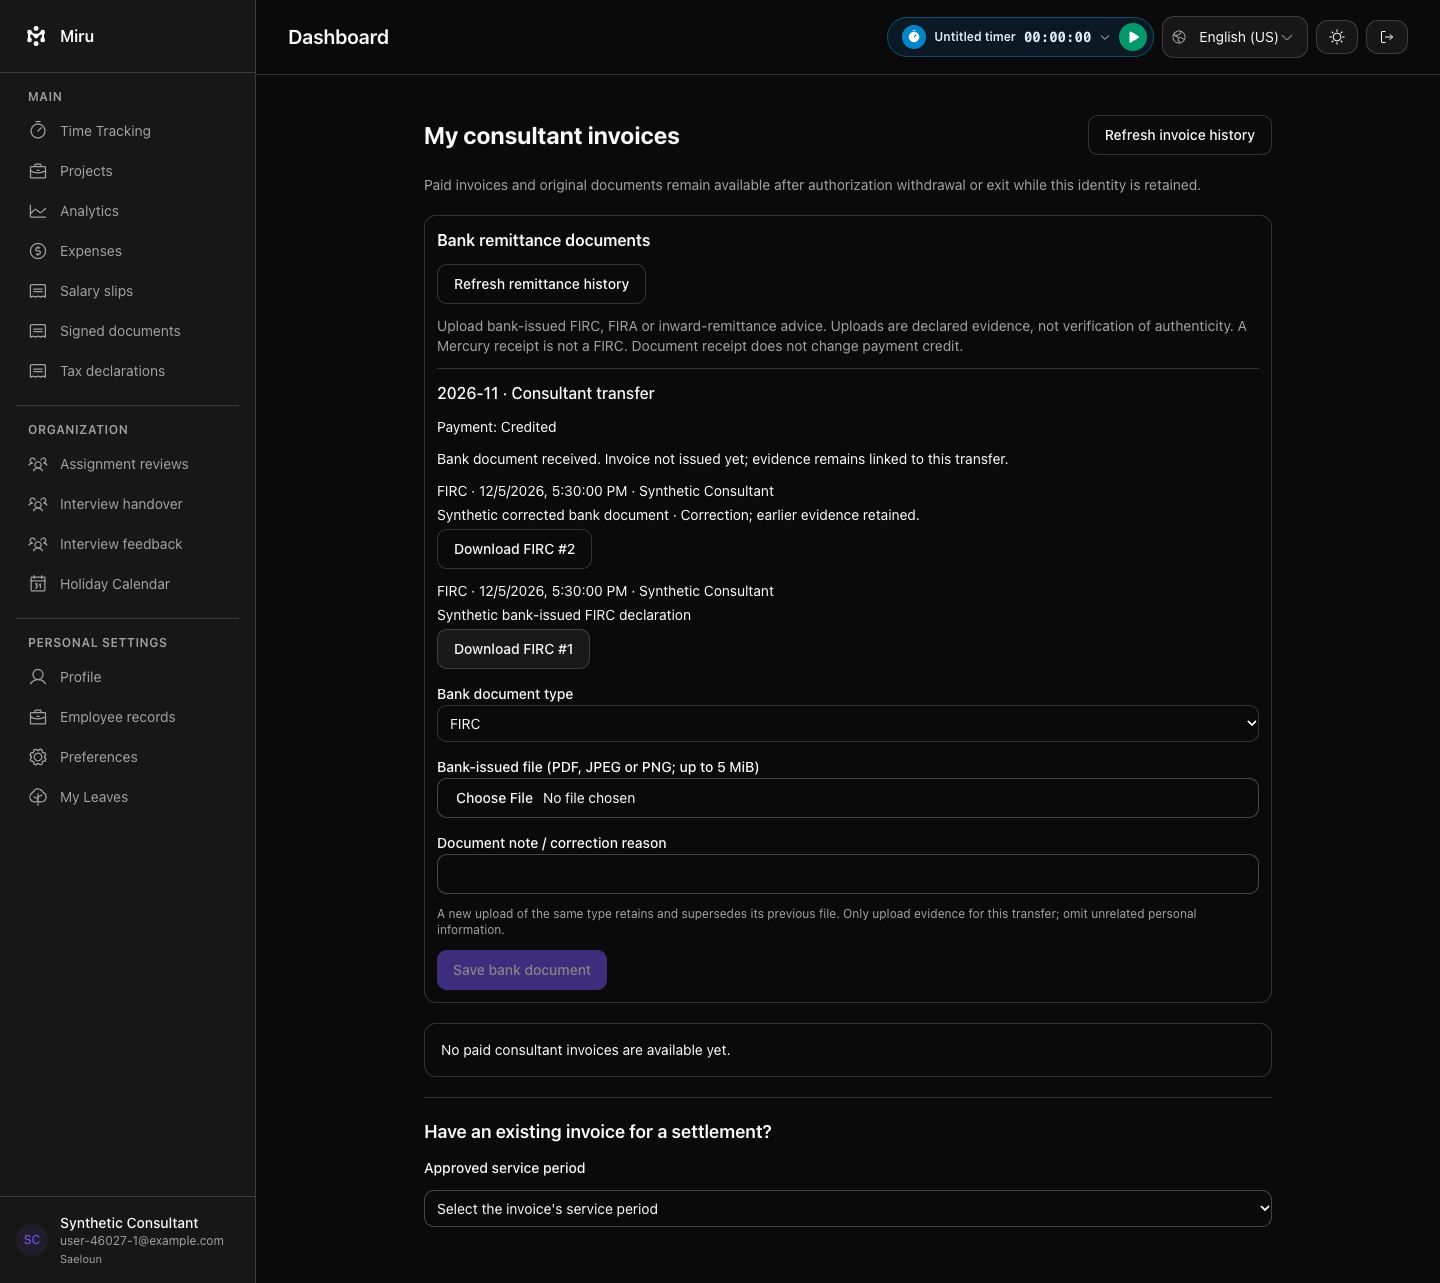 Miru
MAIN
Time Tracking
Projects
Analytics
Expenses
Salary slips
Signed documents
Tax declarations
ORGANIZATION
Assignment reviews
Interview handover
Interview feedback
Holiday Calendar
PERSONAL SETTINGS
Profile
Employee records
Preferences
My Leaves
SC
Synthetic Consultant
user-46027-1@example.com
Saeloun
Dashboard
Untitled timer 00:00:00
English (US)
My consultant invoices
Refresh invoice history
Paid invoices and original documents remain available after authorization withdrawal or exit while this identity is retained.
Bank remittance documents
Refresh remittance history
Upload bank-issued FIRC, FIRA or inward-remittance advice. Uploads are declared evidence, not verification of authenticity. A
Mercury receipt is not a FIRC. Document receipt does not change payment credit.
2026-11 · Consultant transfer
Payment: Credited
Bank document received. Invoice not issued yet; evidence remains linked to this transfer.
FIRC · 12/5/2026, 5:30:00 PM · Synthetic Consultant
Synthetic corrected bank document · Correction; earlier evidence retained.
Download FIRC #2
FIRC · 12/5/2026, 5:30:00 PM · Synthetic Consultant
Synthetic bank-issued FIRC declaration
Download FIRC #1
Bank document type
FIRC
Bank-issued file (PDF, JPEG or PNG; up to 5 MiB)
Choose File No file chosen
Document note / correction reason
A new upload of the same type retains and supersedes its previous file. Only upload evidence for this transfer; omit unrelated personal
information.
Save bank document
No paid consultant invoices are available yet.
Have an existing invoice for a settlement?
Approved service period
Select the invoice's service period